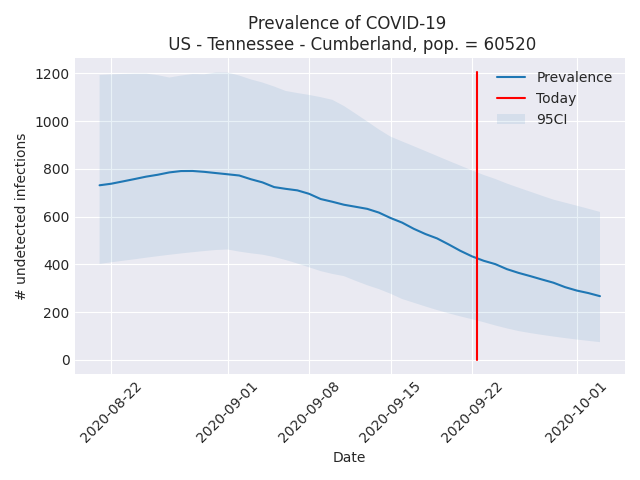 Prevalence of COVID-19
US - Tennessee - Cumberland, pop. = 60520
Prevalence
Today
95CI
1200
1000
800
600
400
200
0
# undetected infections
2020-08-22
2020-09-01
2020-09-08
2020-09-15
2020-09-22
2020-10-01
Date